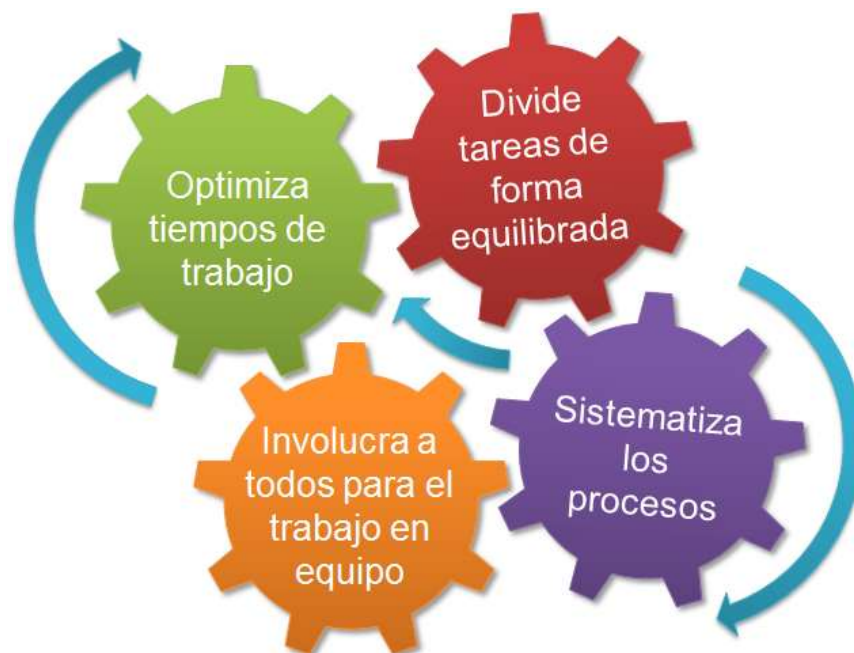 Optimiza
tiempos de
trabajo
Divide
tareas de
forma
equilibrada
Involucra a
todos para el
trabajo en
equipo
Sistematiza
los
procesos